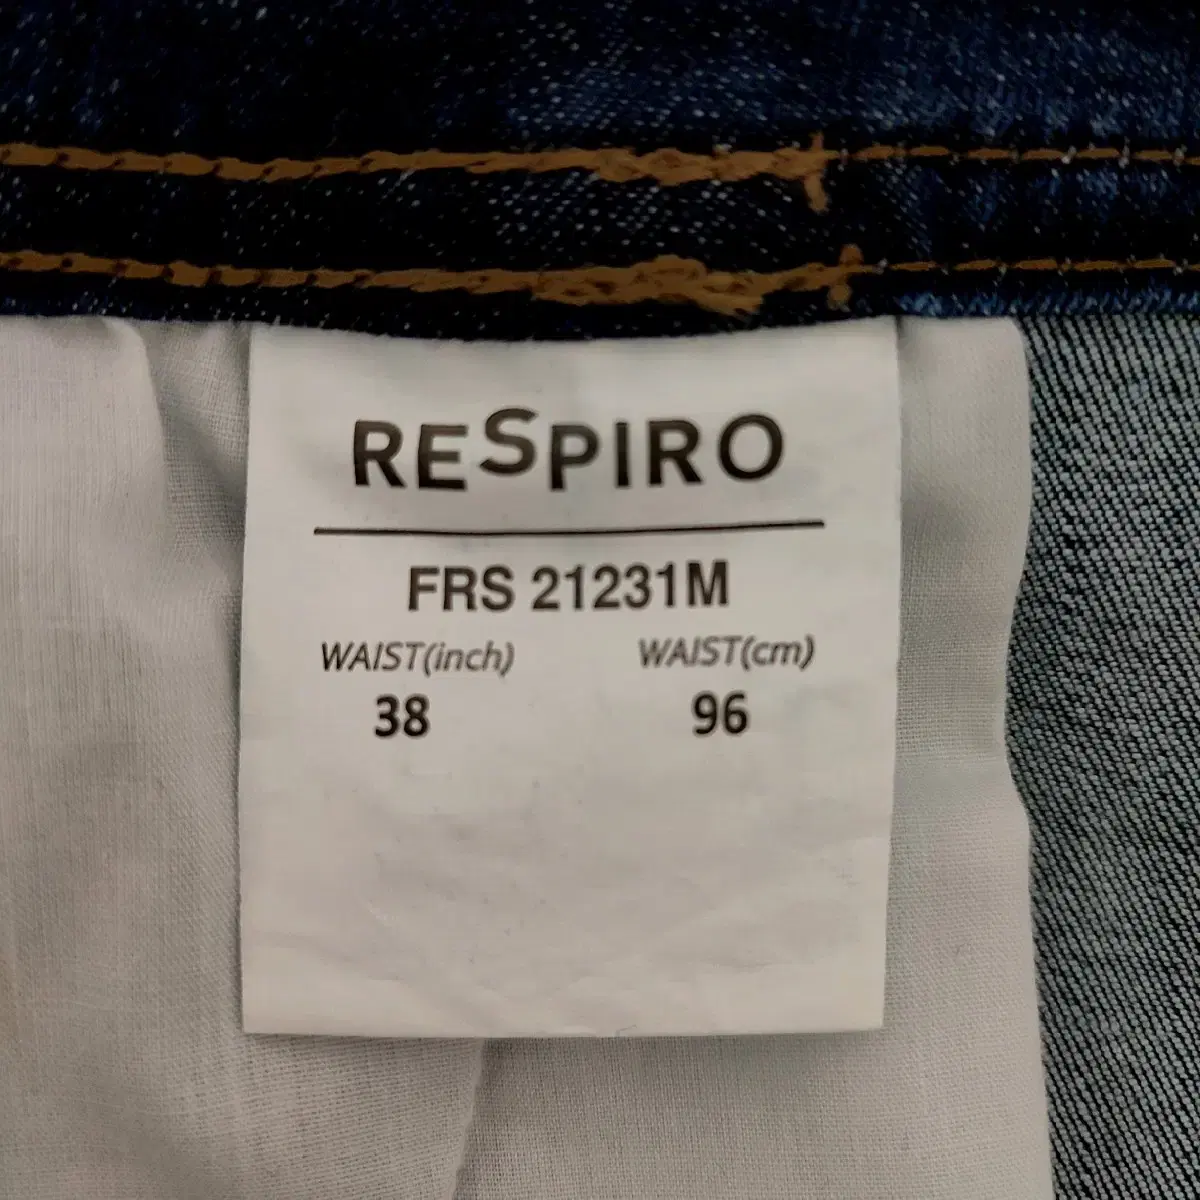 RESPIRO
FRS 21231M
WAIST(inch) WAIST(cm)
38 96